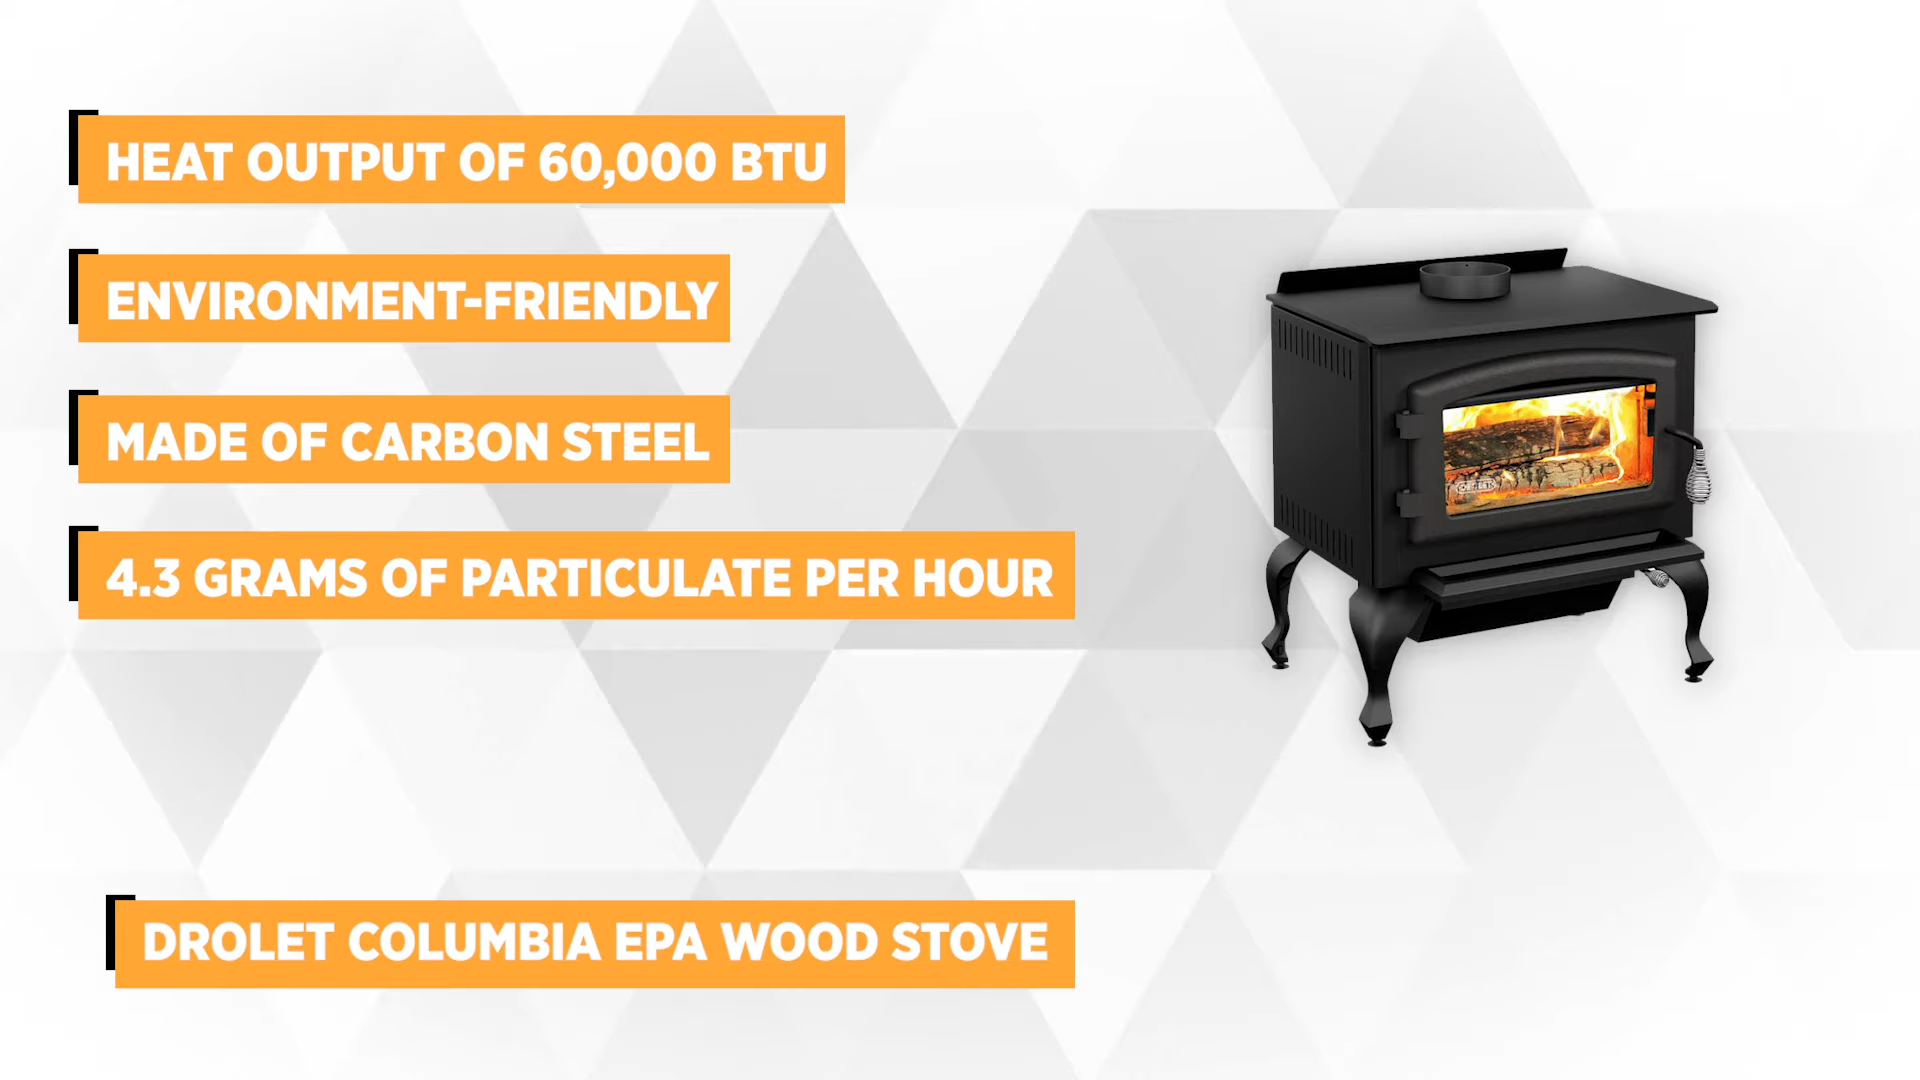 HEAT OUTPUT OF 60,000 BTU
ENVIRONMENT-FRIENDLY
MADE OF CARBON STEEL
4.3 GRAMS OF PARTICULATE PER HOUR
DROLET COLUMBIA EPA WOOD STOVE